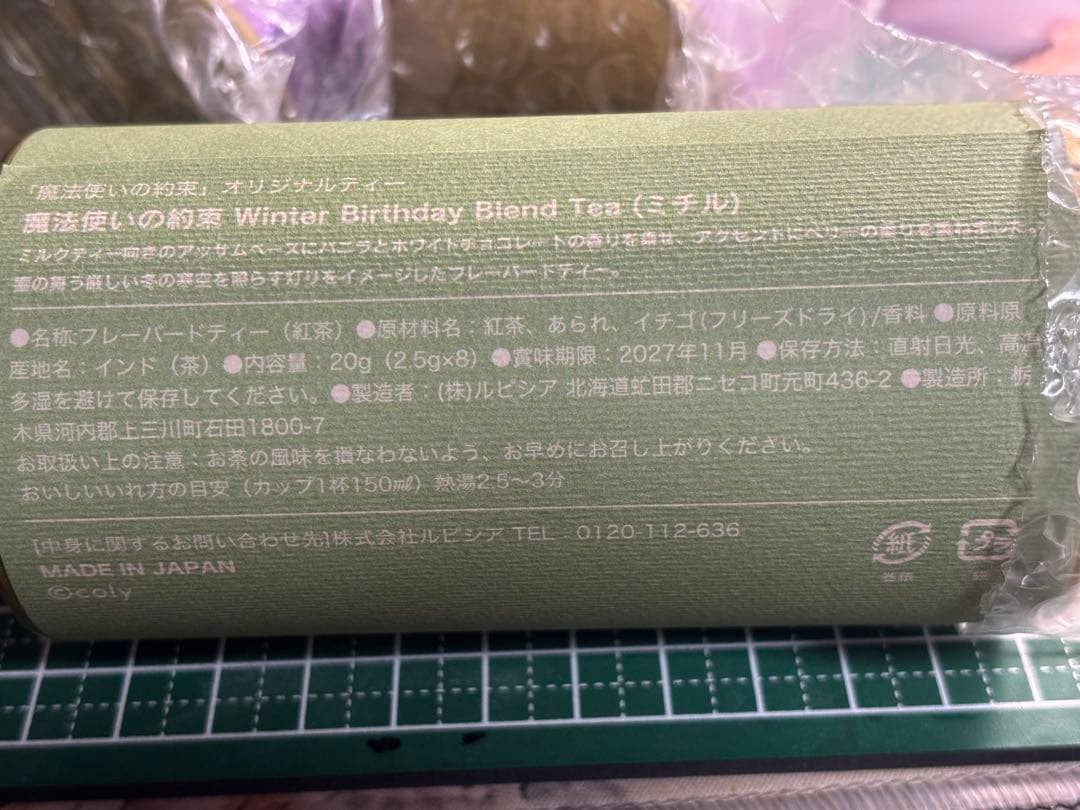 「魔法使いの約束」オリジナルティー
魔法使いの約束 Winter Birthday Blend Tea（ミチル）
ミルクティー向きのアッサムベースにバニラとホワイトチョコレートの香りを乗せ、アクセントにベリーの香りを重ねました。
雪の舞う厳しい冬の寒空を照らす灯りをイメージしたフレーバードティー。
●名称:フレーバードティー（紅茶）●原材料名：紅茶、あられ、イチゴ(フリーズドライ)/香料 ●原料原
産地名：インド（茶）●内容量：20g（2.5g×8）●賞味期限：2027年11月 ●保存方法：直射日光、高温
多湿を避けて保存してください。●製造者：(株)ルピシア 北海道虻田郡ニセコ町元町436-2 ●製造所：栃
木県河内郡上三川町石田1800-7
お取扱い上の注意：お茶の風味を損なわないよう、お早めにお召し上がりください。
おいしいいれ方の目安（カップ1杯150㎖）熱湯2.5〜3分
[中身に関するお問い合わせ先]株式会社ルピシア TEL 0120-112-636
MADE IN JAPAN
©coly
紙
プラ